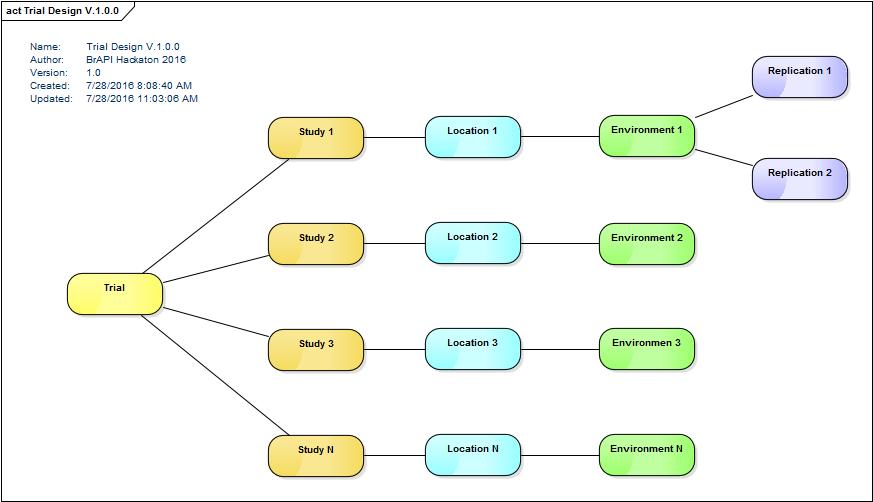 act Trial Design V.1.0.0
Name: Trial Design V.1.0.0
Author: BrAPI Hackaton 2016
Version: 1.0
Created: 7/28/2016 8:08:40 AM
Updated: 7/28/2016 11:03:06 AM
Replication 1
Study 1
Location 1
Environment 1
Replication 2
Study 2
Location 2
Environment 2
Trial
Study 3
Location 3
Environmen 3
Study N
Location N
Environment N